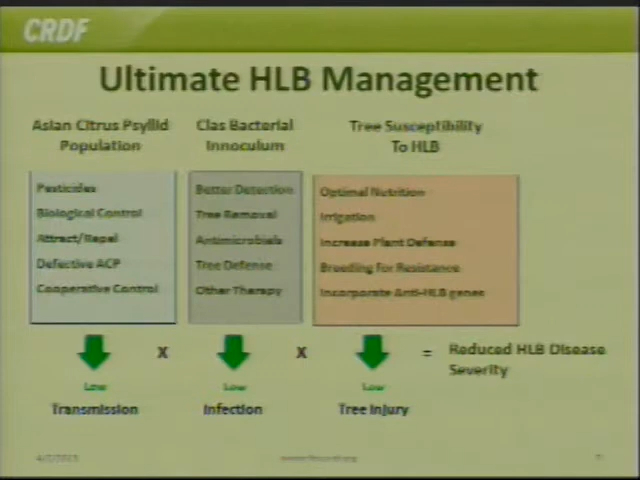 CRDF
Ultimate HLB Management
Asian Citrus Psyllid
Population
Clas Bacterial
Innoculum
Tree Susceptibility
To HLB
Pesticides
Biological Control
Attract/Repel
Defective ACP
Cooperative Control
Better Detection
Tree Removal
Antimicrobials
Tree Defense
Other Therapy
Optimal Nutrition
Irrigation
Increase Plant Defense
Breeding for Resistance
Incorporate Anti-HLB genes
X X = Reduced HLB Disease
Severity
Low Low Low
Transmission Infection Tree Injury